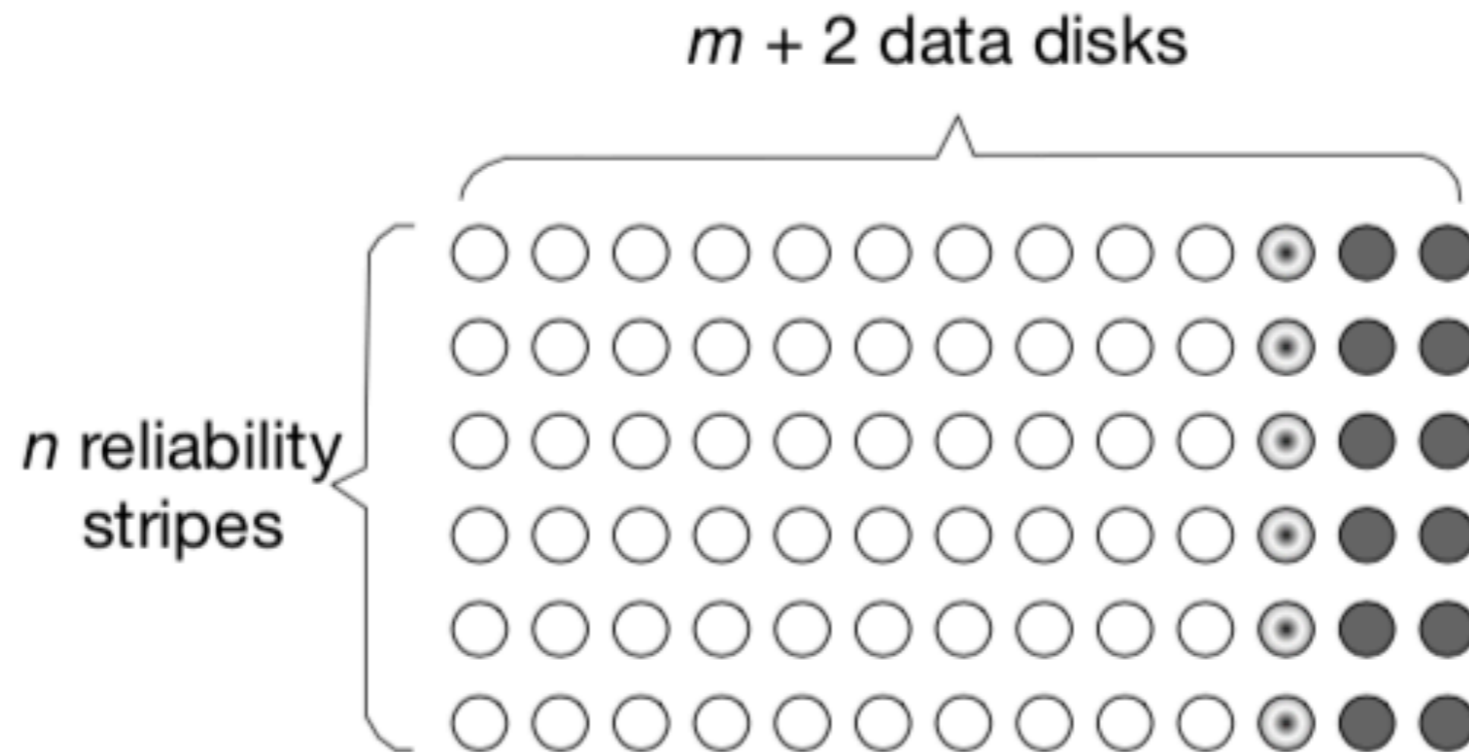 m + 2 data disks
n reliability
stripes